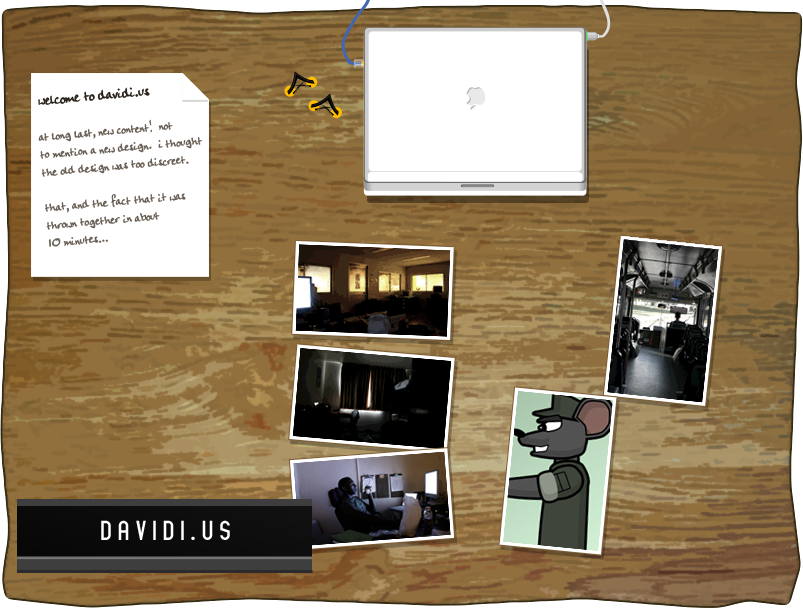 welcome to davidi.us
at long last, new content! not
to mention a new design. i thought
the old design was too discreet.
that, and the fact that it was
thrown together in about
10 minutes...
DAVIDI.US